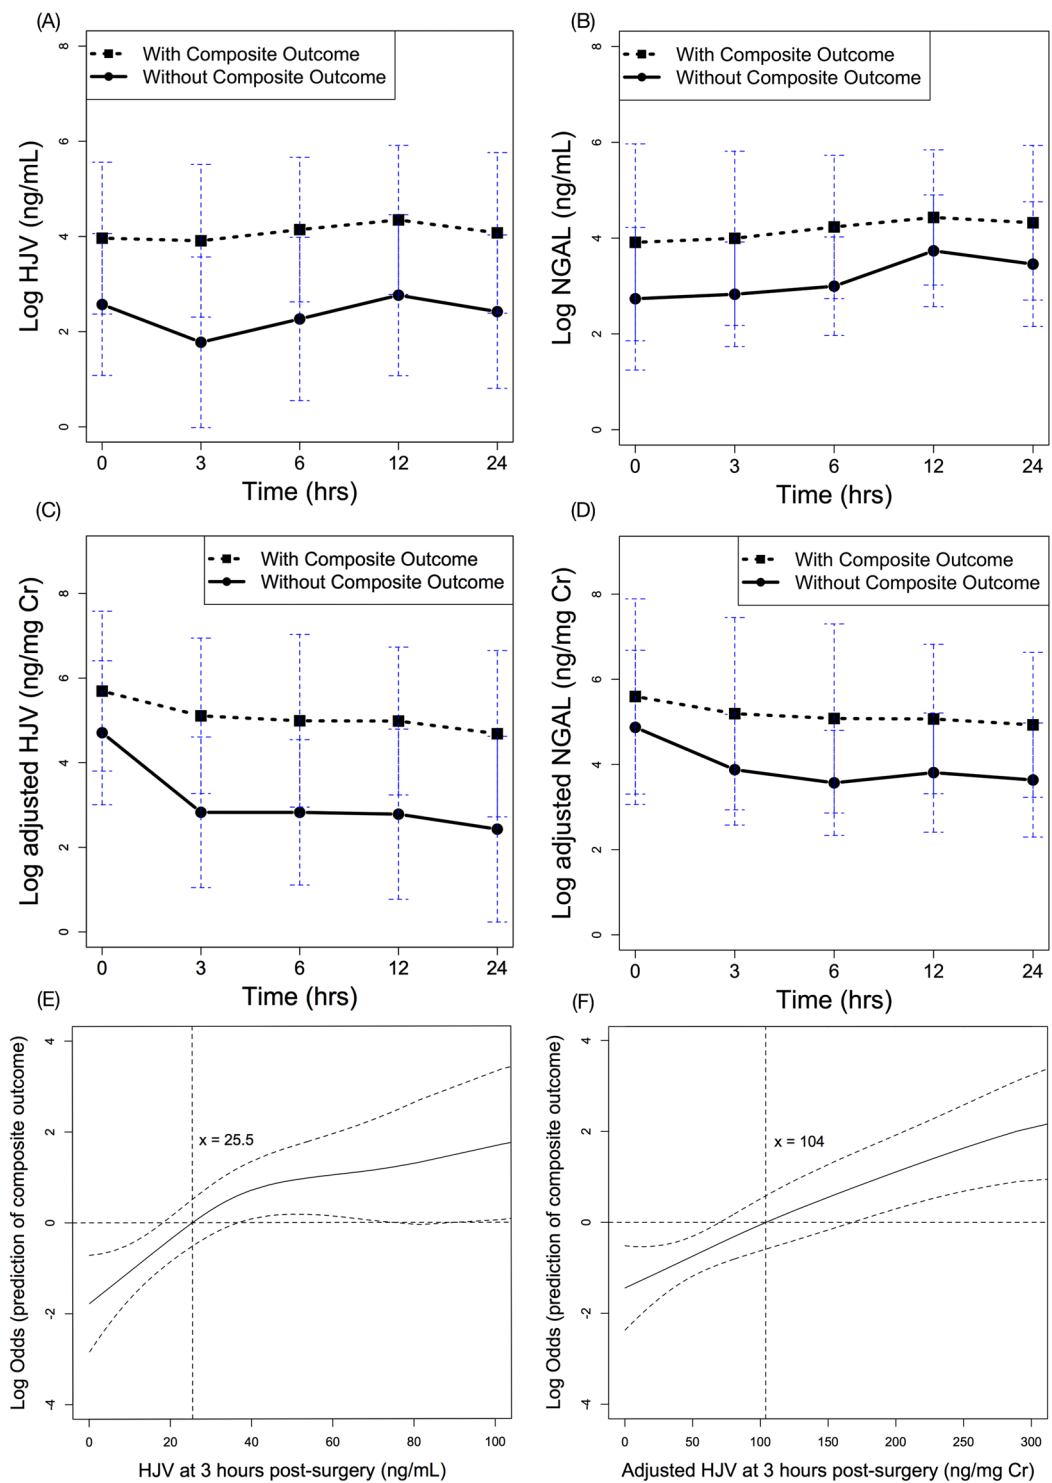 (A)
With Composite Outcome
Without Composite Outcome
Log HJV (ng/mL)
8
6
4
2
0
0 3 6 12 24
Time (hrs)
(B)
With Composite Outcome
Without Composite Outcome
Log NGAL (ng/mL)
8
6
4
2
0
0 3 6 12 24
Time (hrs)
(C)
With Composite Outcome
Without Composite Outcome
Log adjusted HJV (ng/mg Cr)
8
6
4
2
0
0 3 6 12 24
Time (hrs)
(D)
With Composite Outcome
Without Composite Outcome
Log adjusted NGAL (ng/mg Cr)
8
6
4
2
0
0 3 6 12 24
Time (hrs)
(E)
Log Odds (prediction of composite outcome)
4
2
0
-2
-4
x = 25.5
0 20 40 60 80 100
HJV at 3 hours post-surgery (ng/mL)
(F)
Log Odds (prediction of composite outcome)
4
2
0
-2
-4
x = 104
0 50 100 150 200 250 300
Adjusted HJV at 3 hours post-surgery (ng/mg Cr)